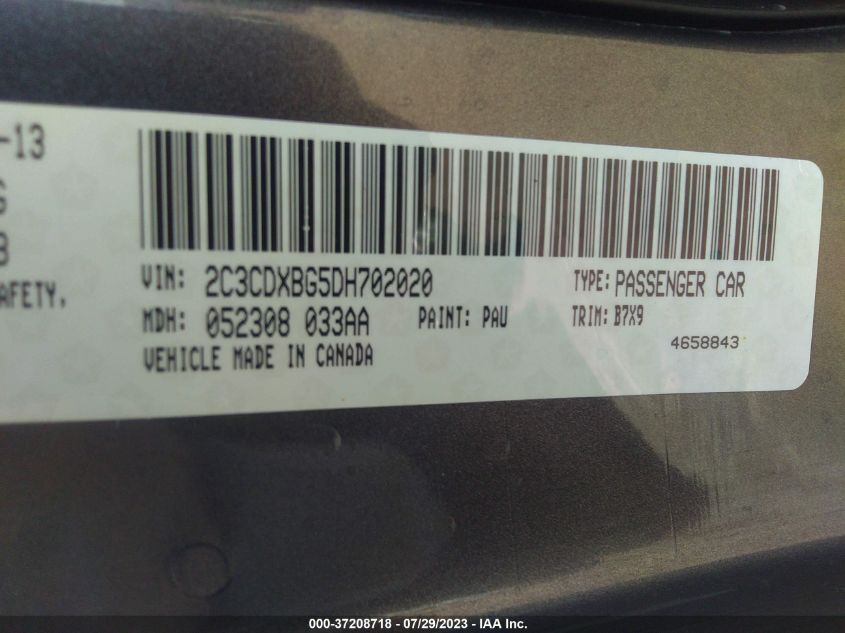 -13
VIN: 2C3CDXBG5DH702020 TYPE: PASSENGER CAR
AFETY.
MDH: 052308 033AA PAINT: PAU TRIM: B7X9
4658843
VEHICLE MADE IN CANADA
000-37208718 - 07/29/2023 - IAA Inc.